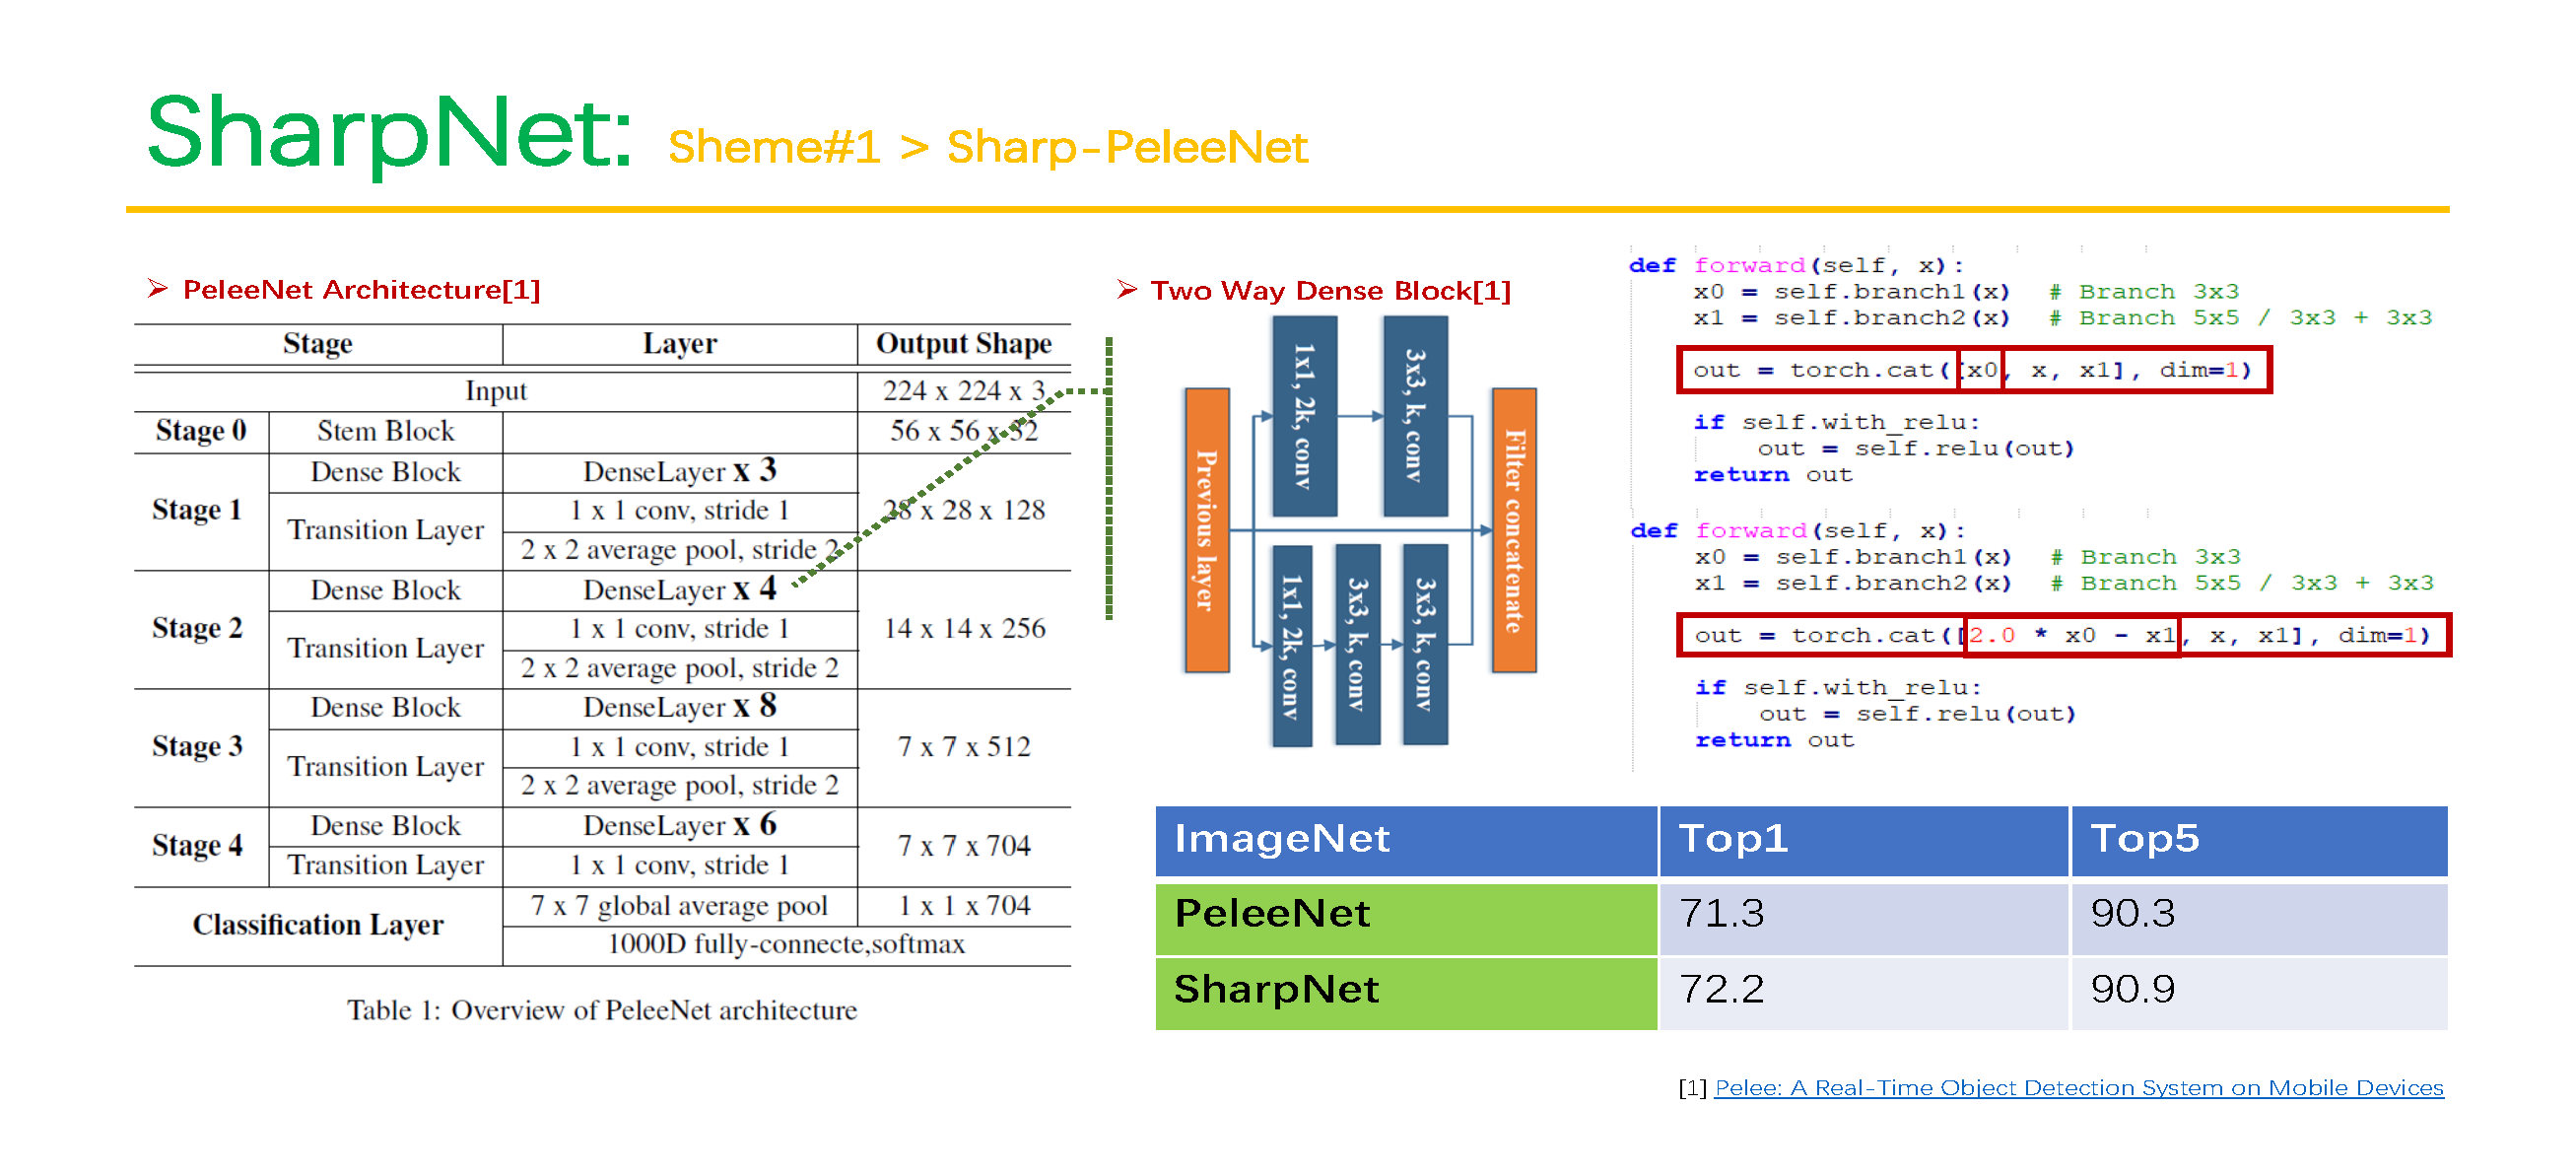 SharpNet: Sheme#1 > Sharp-PeleeNet
➢ PeleeNet Architecture[1]
Stage Layer Output Shape
Input 224 x 224 x 3
Stage 0 Stem Block 56 x 56 x 32
Stage 1 Dense Block DenseLayer x 3 28 x 28 x 128
Transition Layer 1 x 1 conv, stride 1
2 x 2 average pool, stride 2
Stage 2 Dense Block DenseLayer x 4 14 x 14 x 256
Transition Layer 1 x 1 conv, stride 1
2 x 2 average pool, stride 2
Stage 3 Dense Block DenseLayer x 8 7 x 7 x 512
Transition Layer 1 x 1 conv, stride 1
2 x 2 average pool, stride 2
Stage 4 Dense Block DenseLayer x 6 7 x 7 x 704
Transition Layer 1 x 1 conv, stride 1
Classification Layer 7 x 7 global average pool 1 x 1 x 704
1000D fully-connecte,softmax
Table 1: Overview of PeleeNet architecture
➢ Two Way Dense Block[1]
Previous layer
1x1, 2k, conv
3x3, k, conv
1x1, 2k, conv
3x3, k, conv
3x3, k, conv
Filter concatenate
def forward(self, x):
x0 = self.branch1(x) # Branch 3x3
x1 = self.branch2(x) # Branch 5x5 / 3x3 + 3x3
out = torch.cat([x0, x, x1], dim=1)
if self.with_relu:
out = self.relu(out)
return out
def forward(self, x):
x0 = self.branch1(x) # Branch 3x3
x1 = self.branch2(x) # Branch 5x5 / 3x3 + 3x3
out = torch.cat([2.0 * x0 - x1, x, x1], dim=1)
if self.with_relu:
out = self.relu(out)
return out
ImageNet Top1 Top5
PeleeNet 71.3 90.3
SharpNet 72.2 90.9
[1] Pelee: A Real-Time Object Detection System on Mobile Devices